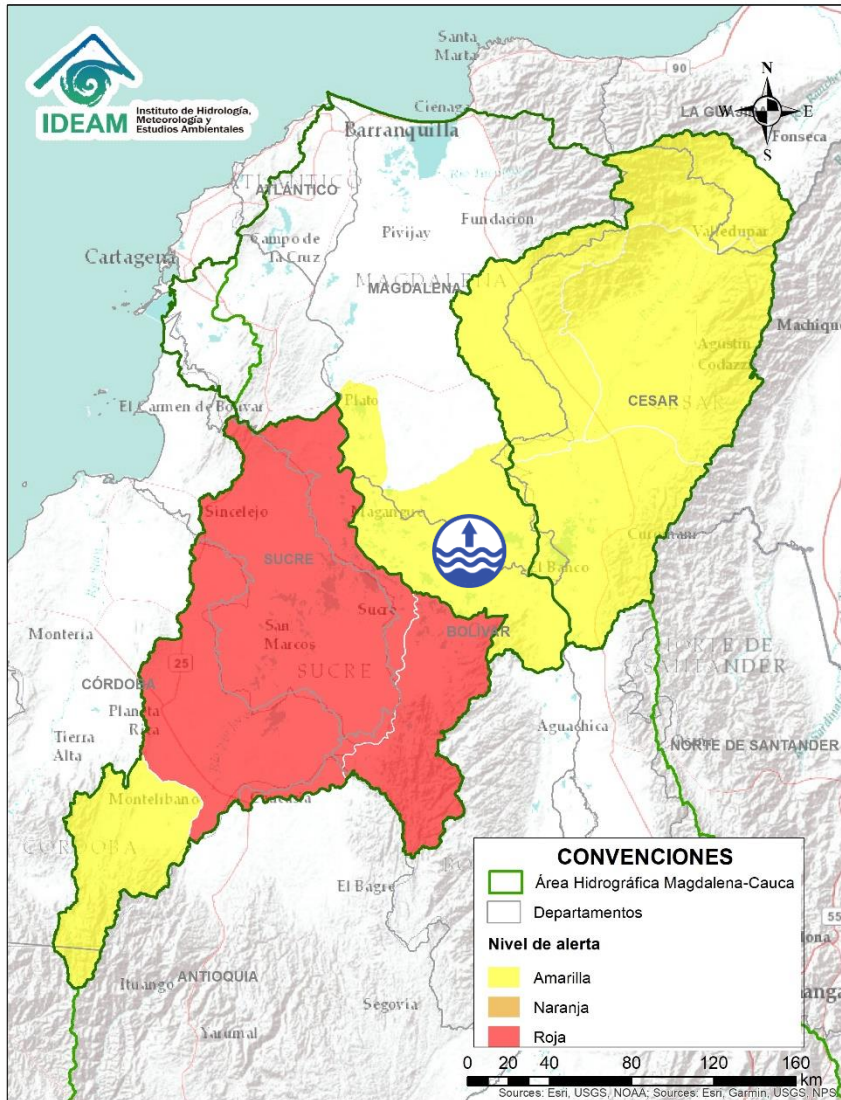 IDEAM
Instituto de Hidrología,
Meteorología y
Estudios Ambientales
Santa
Marta
90
N
W
E
S
LA GUAJIRA
Fonseca
Ciénaga
Barranquilla
ATLÁNTICO
Fundación
Pivijay
Campo de
la Cruz
Valledupar
Cartagena
MAGDALENA
MAGDALENA
Machiques
Agustín
Codazzi
CESAR
CESAR
Plato
El Carmen de Bolívar
Sincelejo
Magangué
Curumaní
SUCRE
El Banco
Sucre
San
Marcos
BOLÍVAR
Montería
25
SUCRE
NORTE DE
SANTANDER
CÓRDOBA
Planeta
Rica
Tierra
Alta
Aguachica
NORTE DE SANTANDER
Montelíbano
CÓRDOBA
El Bagre
Ituango
ANTIOQUIA
Segovia
Yarumal
CONVENCIONES
Área Hidrográfica Magdalena-Cauca
Departamentos
Nivel de alerta
Amarilla
Naranja
Roja
55
0 20 40 80 120 160
km
Sources: Esri, USGS, NOAA; Sources: Esri, Garmin, USGS, NPS